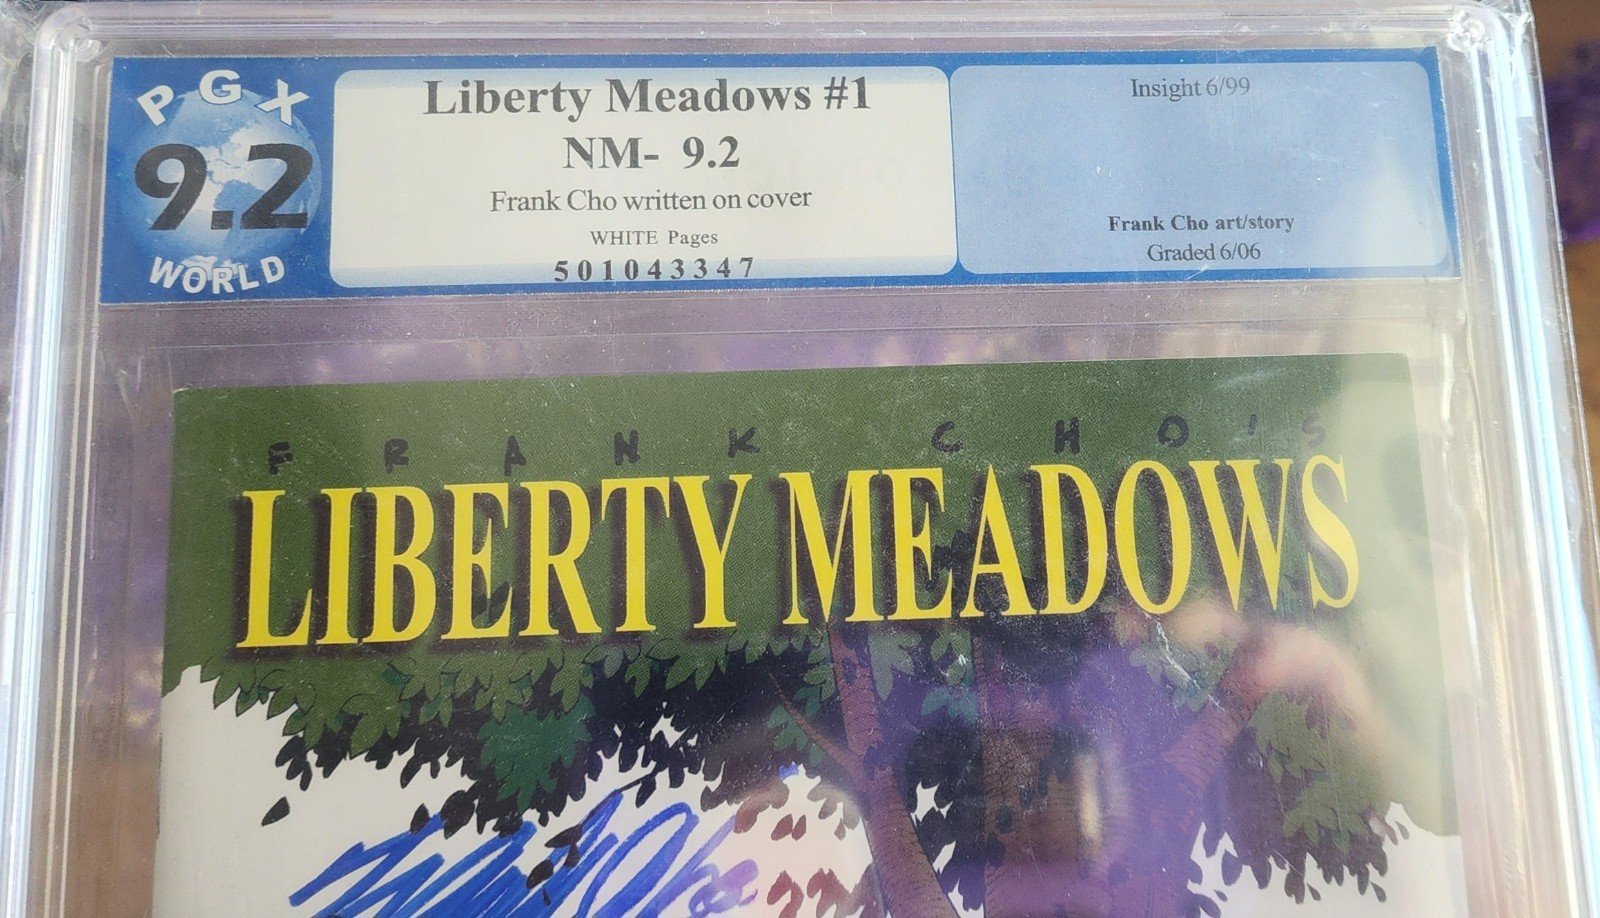 PGX
9.2
WORLD
Liberty Meadows #1
NM- 9.2
Frank Cho written on cover
WHITE Pages
501043347
Insight 6/99
Frank Cho art/story
Graded 6/06
FRANK CHO'S
LIBERTY MEADOWS